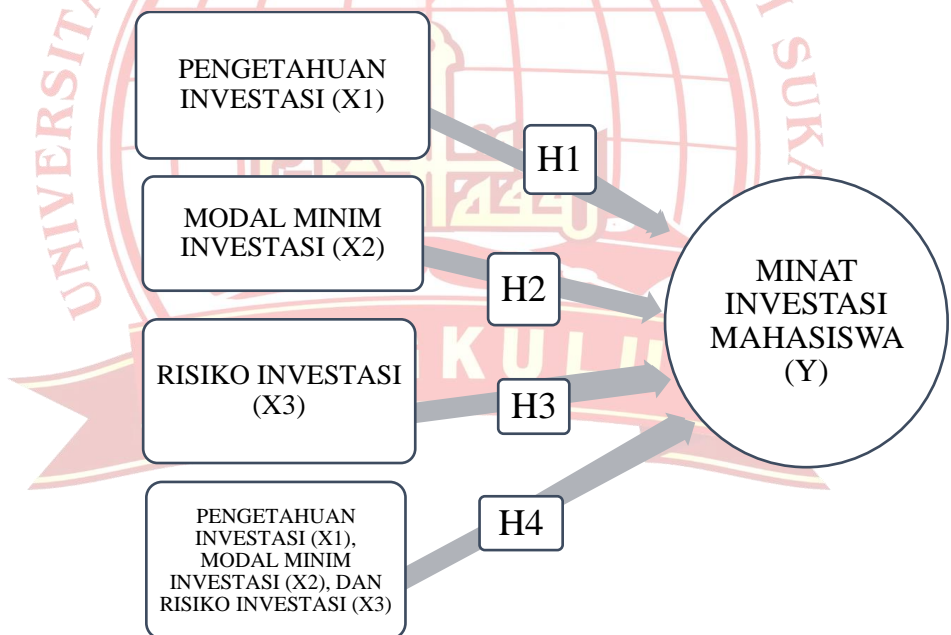 PENGETAHUAN
INVESTASI (X1)
H1
MODAL MINIM
INVESTASI (X2)
H2
MINAT
INVESTASI
MAHASISWA
(Y)
RISIKO INVESTASI
(X3)
H3
PENGETAHUAN
INVESTASI (X1),
MODAL MINIM
INVESTASI (X2), DAN
RISIKO INVESTASI (X3)
H4